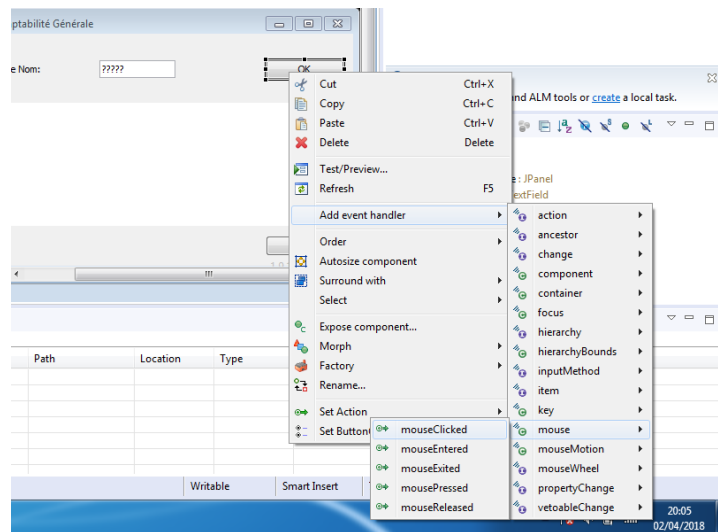 ptabilité Générale
e Nom:
?????
OK
Cut Ctrl+X
Copy Ctrl+C
Paste Ctrl+V
Delete Delete
Test/Preview...
Refresh F5
Add event handler
Order
Autosize component
Surround with
Select
Expose component...
Morph
Factory
Rename...
Set Action
Set Button
nd ALM tools or create a local task.
e : JPanel
extField
action
ancestor
change
component
container
focus
hierarchy
hierarchyBounds
inputMethod
item
key
mouse
mouseMotion
mouseWheel
propertyChange
vetoableChange
mouseClicked
mouseEntered
mouseExited
mousePressed
mouseReleased
Path Location Type
Writable Smart Insert
20:05
02/04/2018